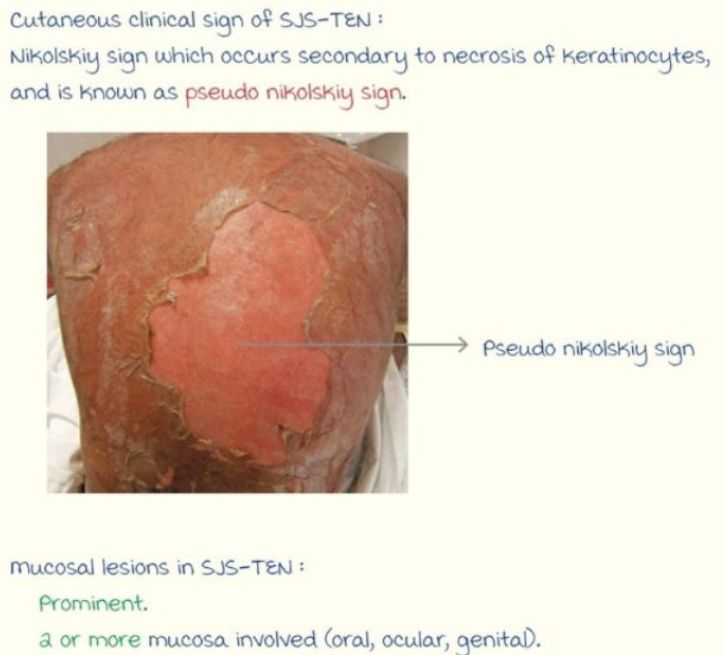 Cutaneous clinical sign of SJS-TEN :
Nikolskiy sign which occurs secondary to necrosis of keratinocytes,
and is known as pseudo nikolskiy sign.
Pseudo nikolskiy sign
mucosal lesions in SJS-TEN :
Prominent.
2 or more mucosa involved (oral, ocular, genital).